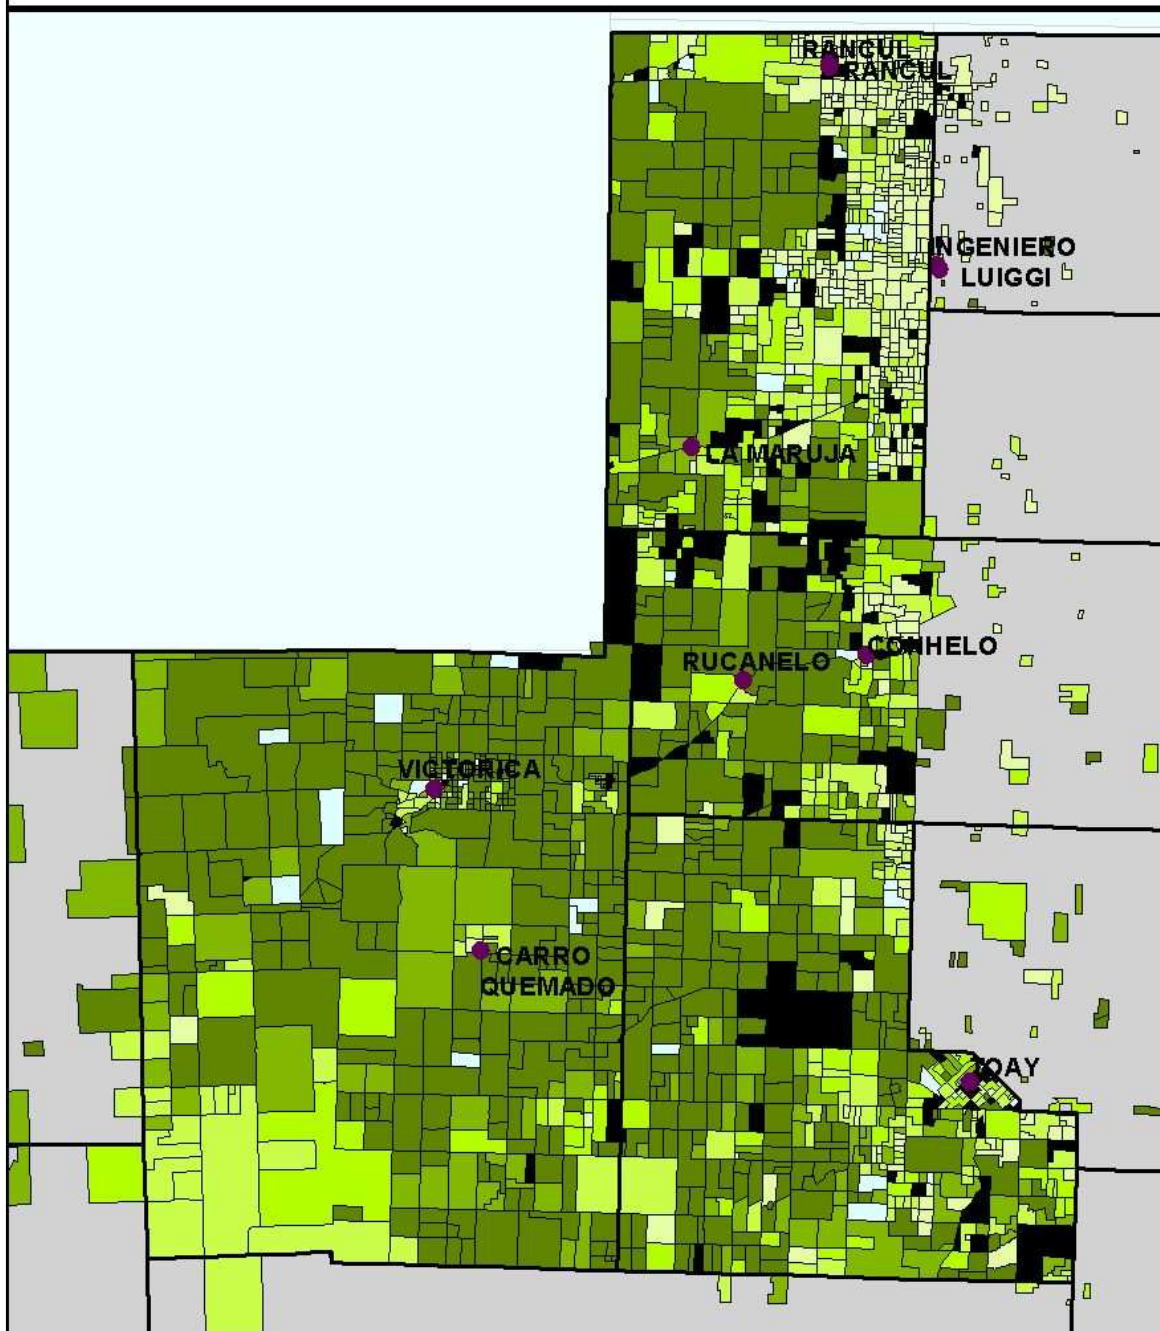 RANCUL
RANCUL
INGENIERO
LUIGGI
LA MARUJA
CONHELO
RUCANELO
VICTORICA
CARRO
QUEMADO
TOAY